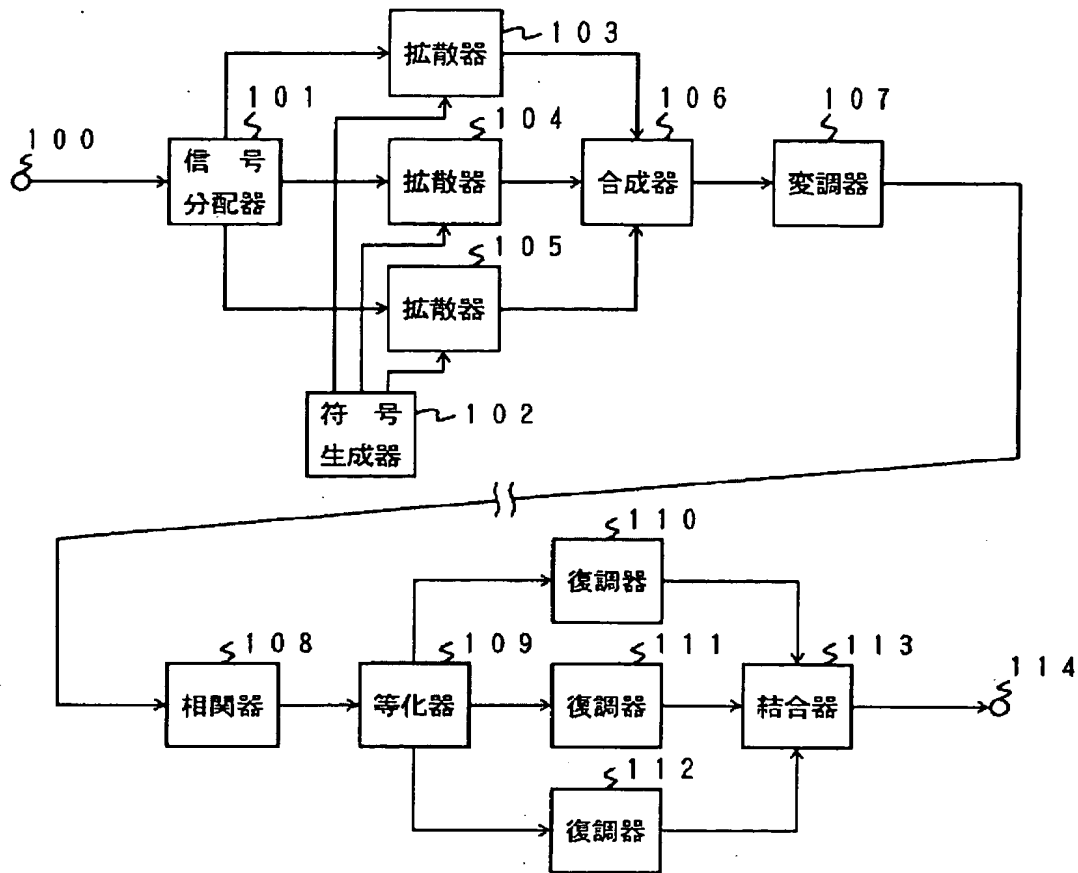 103
拡散器
101
104
106
107
100
信号
分配器
拡散器
合成器
変調器
105
拡散器
符号
生成器
102
110
復調器
108
109
111
113
114
相関器
等化器
復調器
結合器
112
復調器